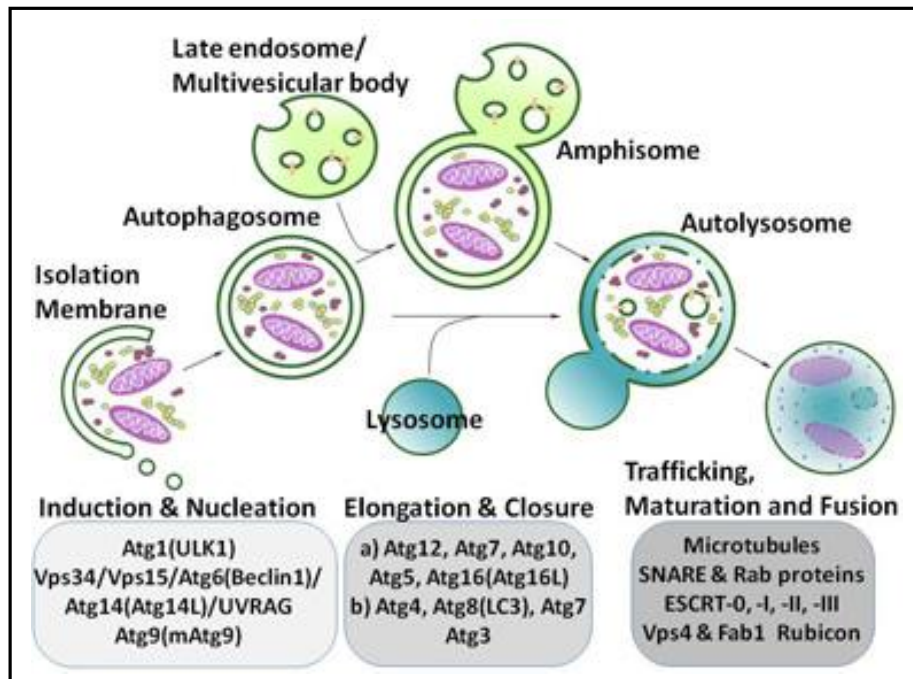 Late endosome/
Multivesicular body
Amphisome
Autophagosome
Autolysosome
Isolation
Membrane
Lysosome
Induction & Nucleation
Atg1(ULK1)
Vps34/Vps15/Atg6(Beclin1)/
Atg14(Atg14L)/UVRAG
Atg9(mAtg9)
Elongation & Closure
a) Atg12, Atg7, Atg10,
Atg5, Atg16(Atg16L)
b) Atg4, Atg8(LC3), Atg7
Atg3
Trafficking,
Maturation and Fusion
Microtubules
SNARE & Rab proteins
ESCRT-0, -I, -II, -III
Vps4 & Fab1 Rubicon